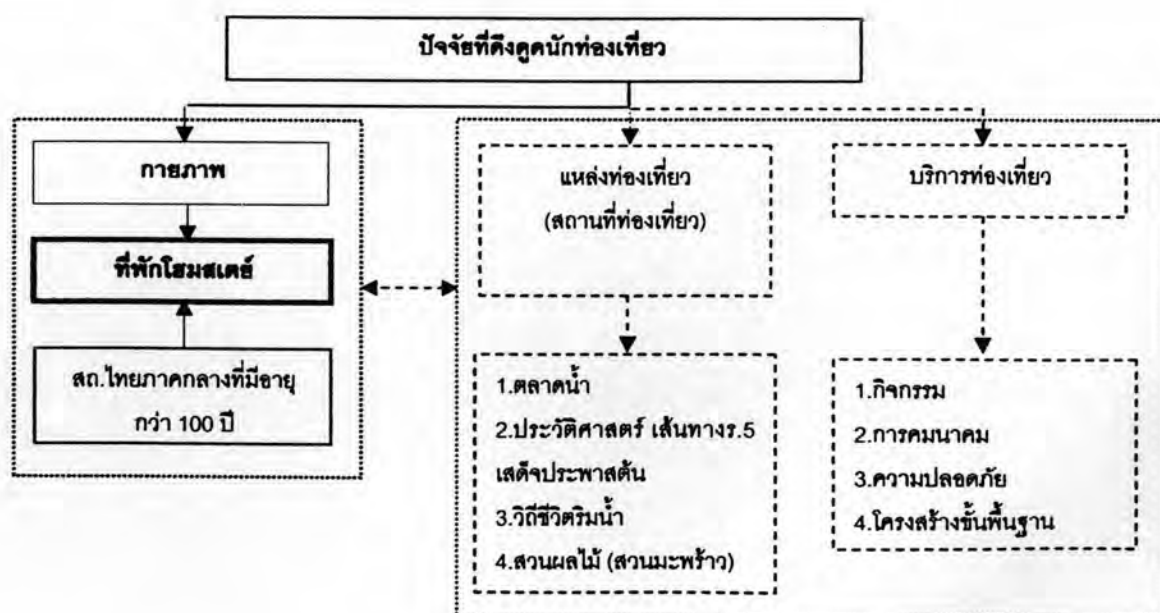 ปัจจัยที่ดึงดูดนักท่องเที่ยว
กายภาพ
ที่พักโฮมสเตย์
สถ.ไทยภาคกลางที่มีอายุ
กว่า 100 ปี
แหล่งท่องเที่ยว
(สถานที่ท่องเที่ยว)
1.ตลาดน้ำ
2.ประวัติศาสตร์ เส้นทางร.5
เสด็จประพาสต้น
3.วิถีชีวิตริมน้ำ
4.สวนผลไม้ (สวนมะพร้าว)
บริการท่องเที่ยว
1.กิจกรรม
2.การคมนาคม
3.ความปลอดภัย
4.โครงสร้างขั้นพื้นฐาน